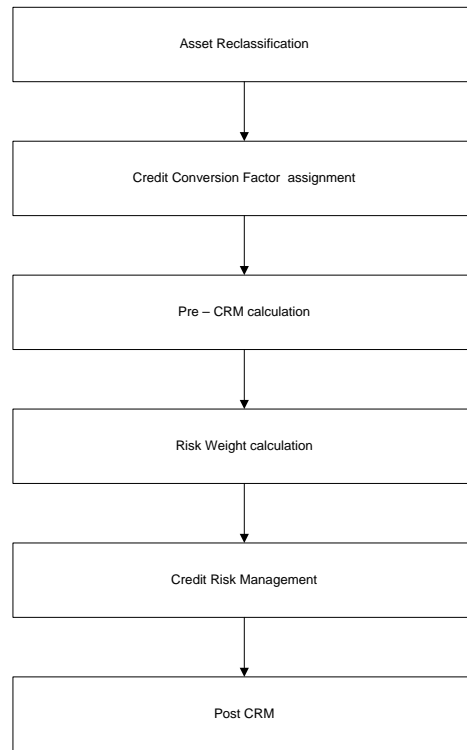 Asset Reclassification
Credit Conversion Factor assignment
Pre – CRM calculation
Risk Weight calculation
Credit Risk Management
Post CRM